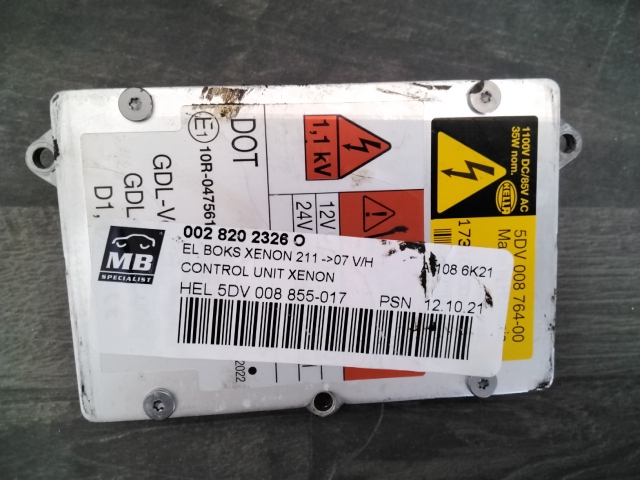 1100V DC/85V AC
35W nom.
HELLA
5DV 008 764-00
Ma
173
1,1 kV
12V
24V
DOT
E1 10R-047561
GDL-V
GDL-
D1,
2022
MB
SPECIALIST
002 820 2326 O
EL BOKS XENON 211 ->07 V/H
CONTROL UNIT XENON
108 6K21
HEL 5DV 008 855-017 PSN 12.10.21